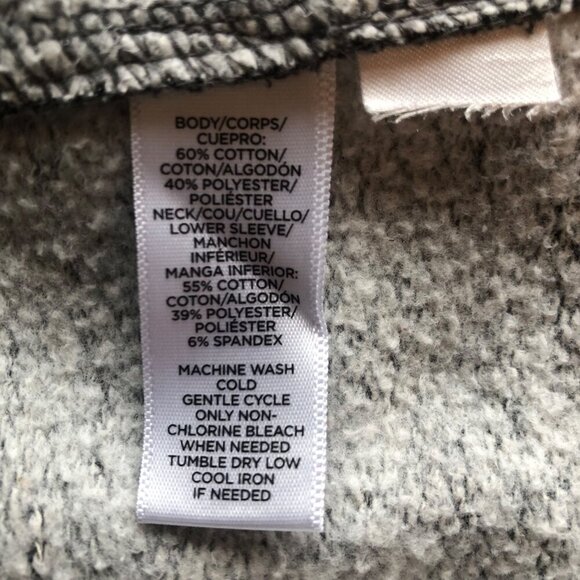 BODY/CORPS/
CUERPO:
60% COTTON/
COTON/ALGODÓN
40% POLYESTER/
POLIÉSTER
NECK/COU/CUELLO/
LOWER SLEEVE/
MANCHON
INFÉRIEUR/
MANGA INFERIOR:
55% COTTON/
COTON/ALGODÓN
39% POLYESTER/
POLIÉSTER
6% SPANDEX
MACHINE WASH
COLD
GENTLE CYCLE
ONLY NON-
CHLORINE BLEACH
WHEN NEEDED
TUMBLE DRY LOW
COOL IRON
IF NEEDED